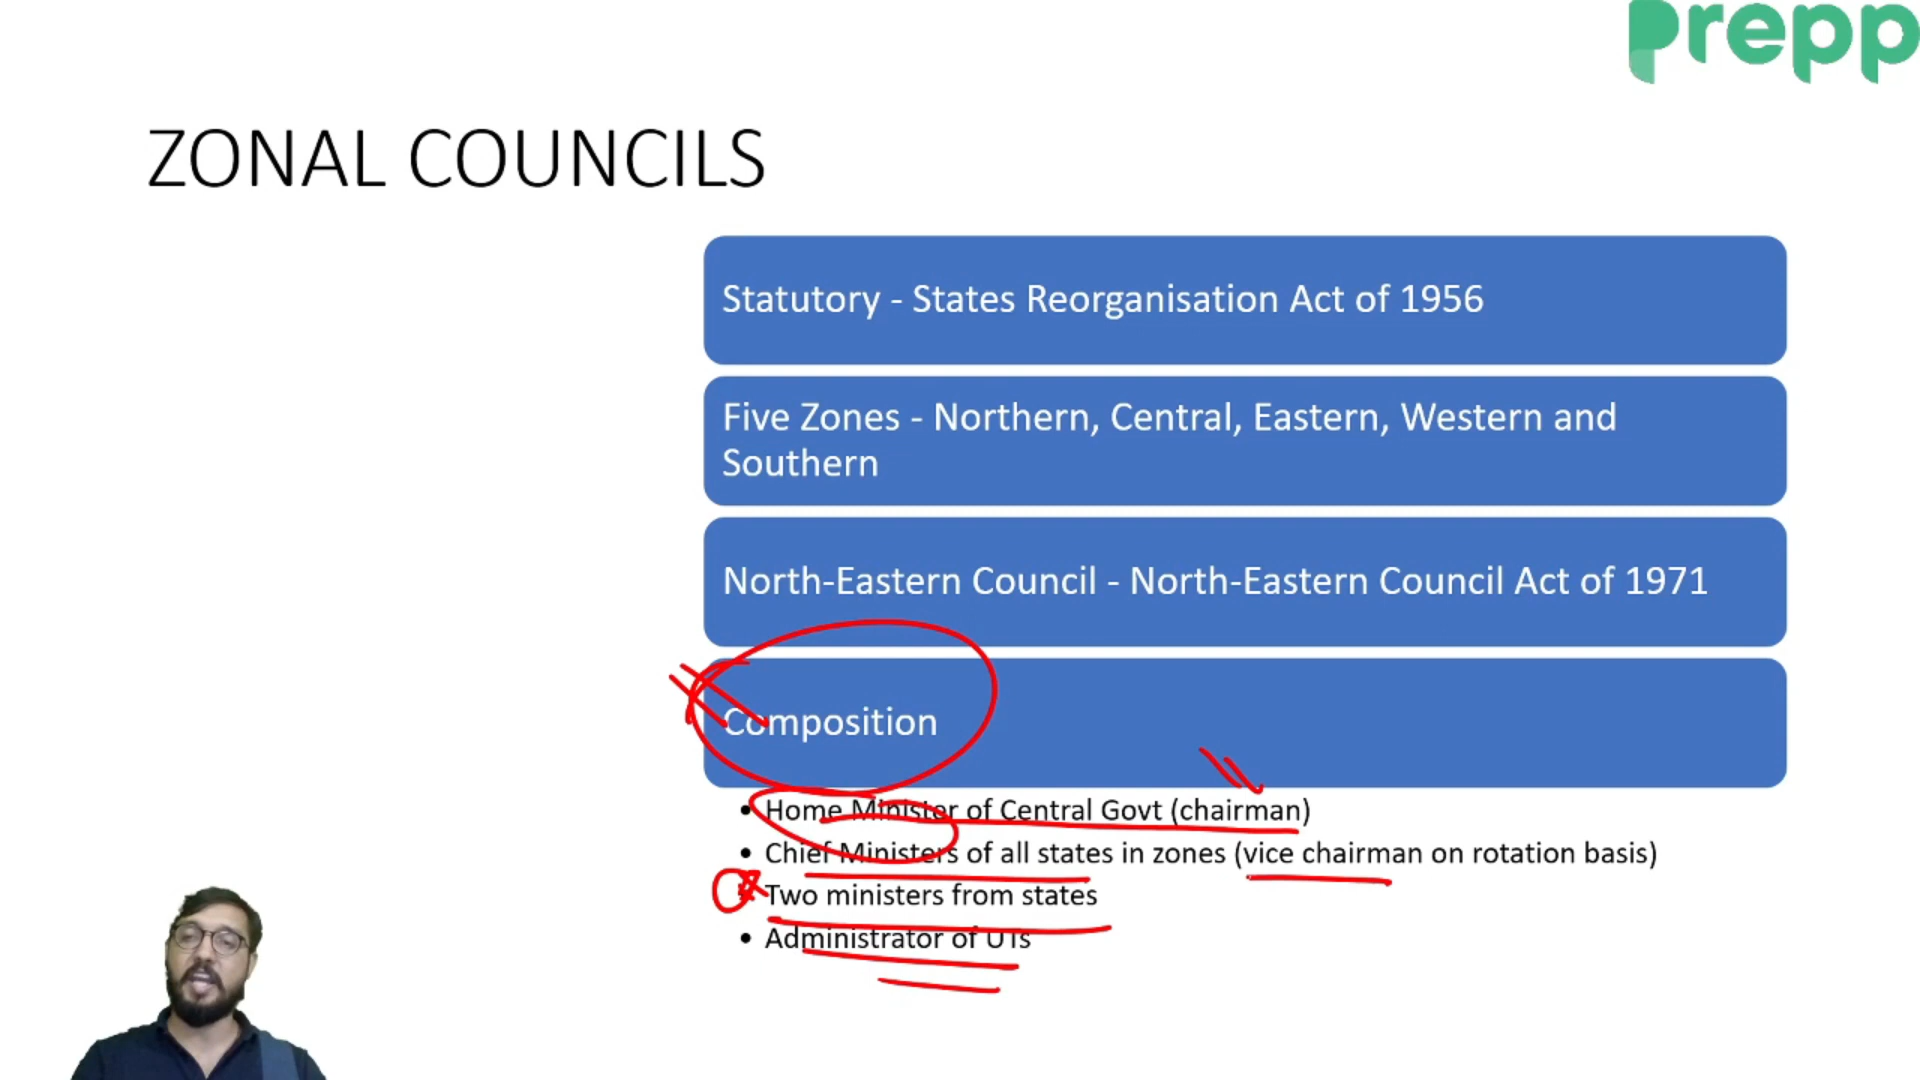 prepp
ZONAL COUNCILS
Statutory - States Reorganisation Act of 1956
Five Zones - Northern, Central, Eastern, Western and
Southern
North-Eastern Council - North-Eastern Council Act of 1971
Composition
• Home Minister of Central Govt (chairman)
• Chief Ministers of all states in zones (vice chairman on rotation basis)
• Two ministers from states
• Administrator of UTs